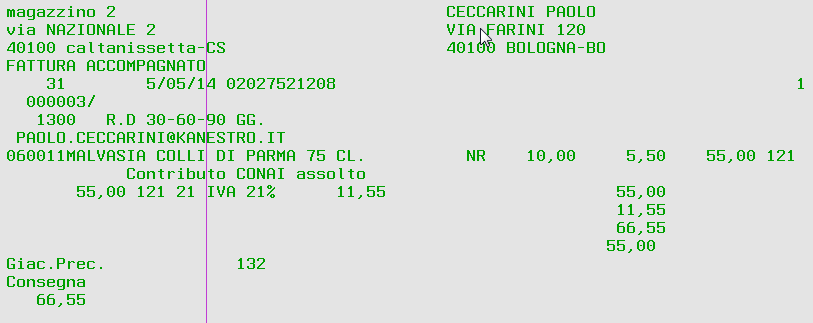 magazzino 2 CECCARINI PAOLO
via NAZIONALE 2 VIA FARINI 120
40100 caltanissetta-CS 40100 BOLOGNA-BO
FATTURA ACCOMPAGNATO
31 5/05/14 02027521208 1
000003/
1300 R.D 30-60-90 GG.
PAOLO.CECCARINI@KANESTRO.IT
060011MALVASIA COLLI DI PARMA 75 CL. NR 10,00 5,50 55,00 121
Contributo CONAI assolto
55,00 121 21 IVA 21% 11,55 55,00
11,55
66,55
55,00
Giac.Prec. 132
Consegna
66,55